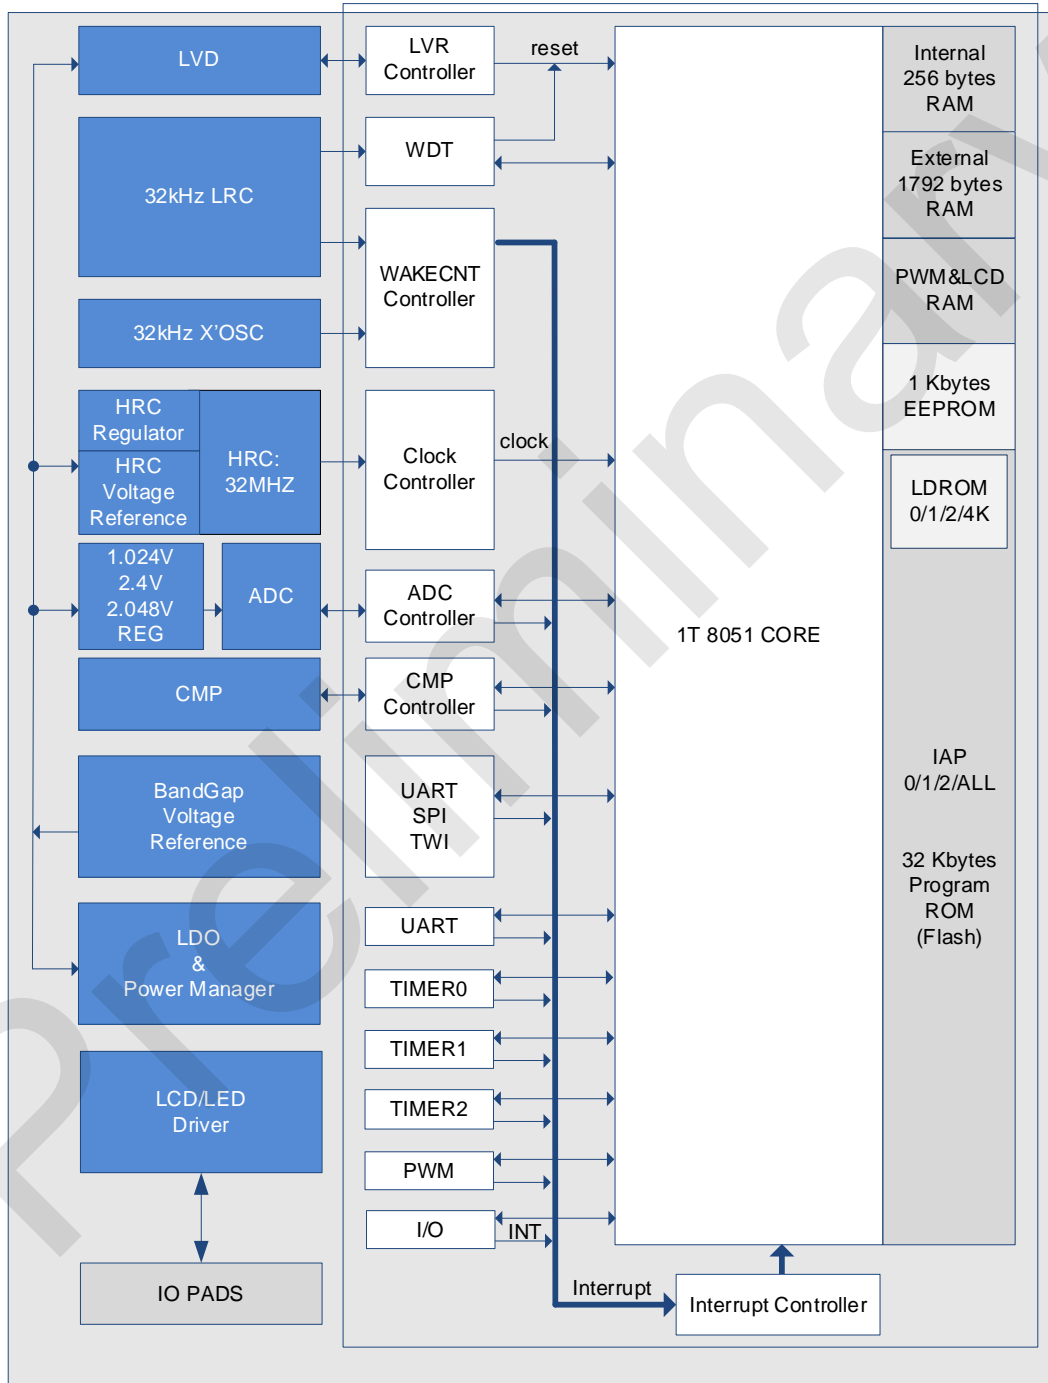 LVD
LVR
Controller
reset
Internal
256 bytes
RAM
32kHz LRC
WDT
External
1792 bytes
RAM
WAKECNT
Controller
PWM&LCD
RAM
32kHz X'OSC
1 Kbytes
EEPROM
HRC
Regulator
HRC
Voltage
Reference
HRC:
32MHZ
Clock
Controller
clock
LDROM
0/1/2/4K
1.024V
2.4V
2.048V
REG
ADC
ADC
Controller
1T 8051 CORE
CMP
CMP
Controller
IAP
0/1/2/ALL
BandGap
Voltage
Reference
UART
SPI
TWI
32 Kbytes
Program
ROM
(Flash)
LDO
&
Power Manager
UART
TIMER0
TIMER1
LCD/LED
Driver
TIMER2
PWM
I/O
INT
IO PADS
Interrupt
Interrupt Controller
Preliminary